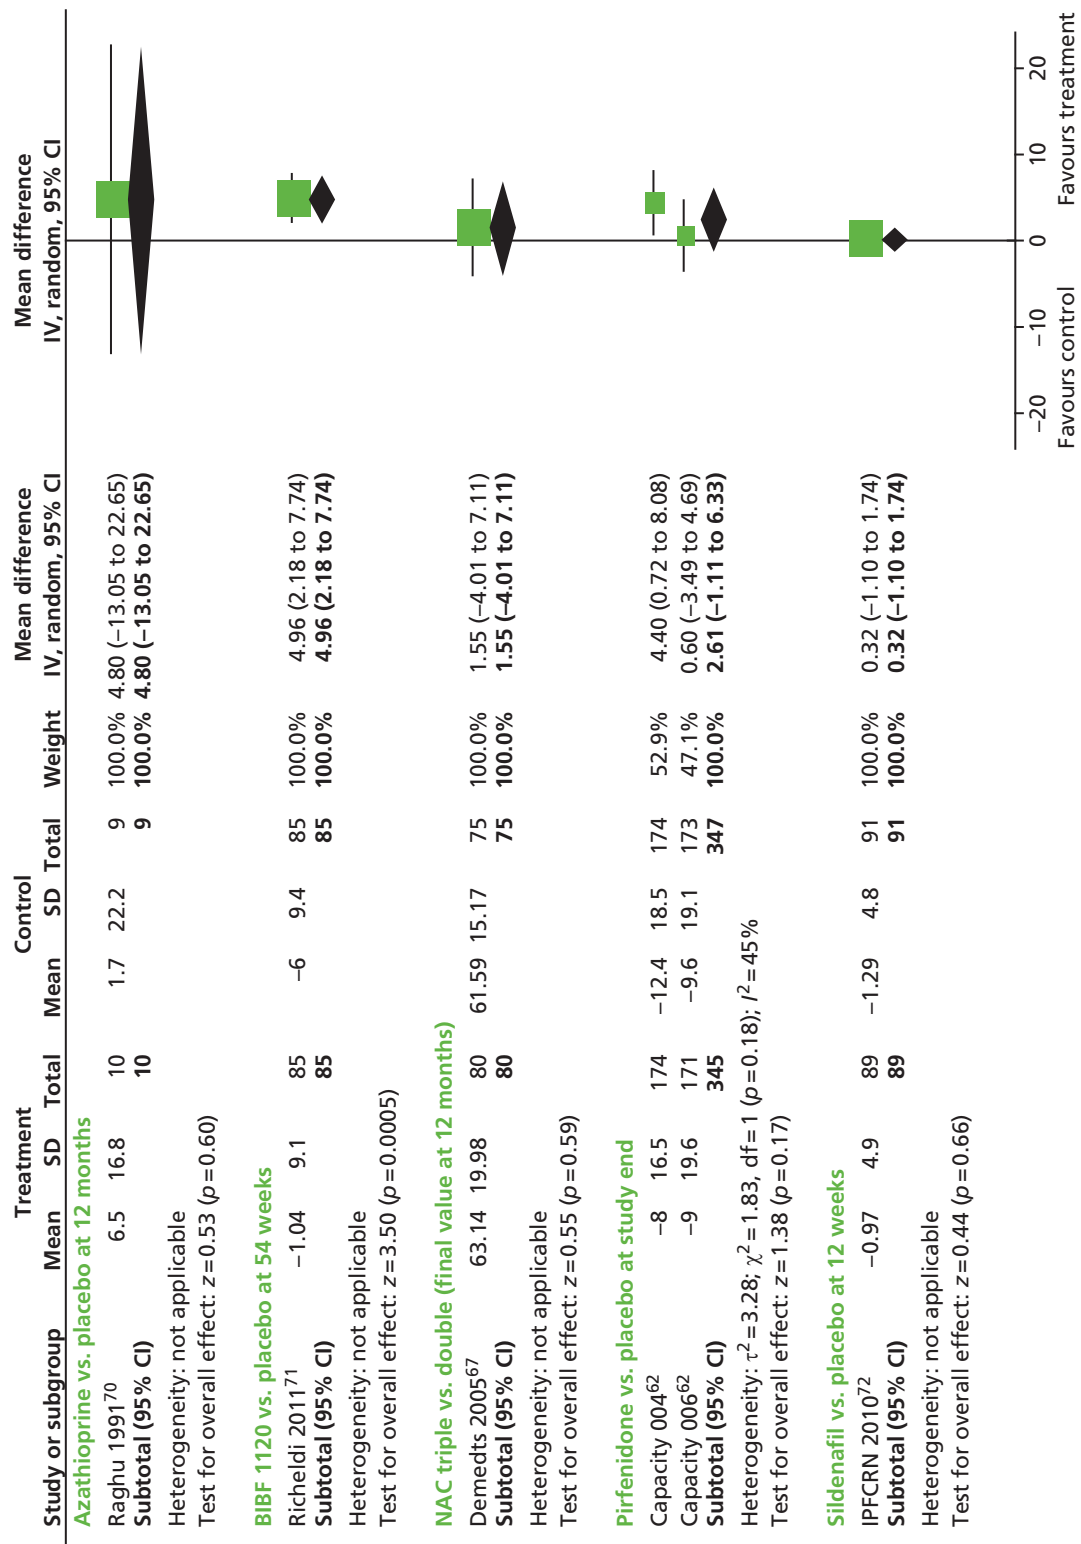 Treatment Control Mean difference Mean difference
Study or subgroup Mean SD Total Mean SD Total Weight IV, random, 95% CI IV, random, 95% CI
Azathioprine vs. placebo at 12 months
Raghu 1991⁷⁰ 6.5 16.8 10 1.7 22.2 9 100.0% 4.80 (−13.05 to 22.65)
Subtotal (95% CI) 10 9 100.0% 4.80 (−13.05 to 22.65)
Heterogeneity: not applicable
Test for overall effect: z=0.53 (p=0.60)
BIBF 1120 vs. placebo at 54 weeks
Richeldi 2011⁷¹ −1.04 9.1 85 −6 9.4 85 100.0% 4.96 (2.18 to 7.74)
Subtotal (95% CI) 85 85 100.0% 4.96 (2.18 to 7.74)
Heterogeneity: not applicable
Test for overall effect: z=3.50 (p=0.0005)
NAC triple vs. double (final value at 12 months)
Demedts 2005⁶⁷ 63.14 19.98 80 61.59 15.17 75 100.0% 1.55 (−4.01 to 7.11)
Subtotal (95% CI) 80 75 100.0% 1.55 (−4.01 to 7.11)
Heterogeneity: not applicable
Test for overall effect: z=0.55 (p=0.59)
Pirfenidone vs. placebo at study end
Capacity 004⁶² −8 16.5 174 −12.4 18.5 174 52.9% 4.40 (0.72 to 8.08)
Capacity 006⁶² −9 19.6 171 −9.6 19.1 173 47.1% 0.60 (−3.49 to 4.69)
Subtotal (95% CI) 345 347 100.0% 2.61 (−1.11 to 6.33)
Heterogeneity: τ²=3.28; χ²=1.83, df=1 (p=0.18); I²=45%
Test for overall effect: z=1.38 (p=0.17)
Sildenafil vs. placebo at 12 weeks
IPFCRN 2010⁷² −0.97 4.9 89 −1.29 4.8 91 100.0% 0.32 (−1.10 to 1.74)
Subtotal (95% CI) 89 91 100.0% 0.32 (−1.10 to 1.74)
Heterogeneity: not applicable
Test for overall effect: z=0.44 (p=0.66)
−20 −10 0 10 20
Favours control Favours treatment